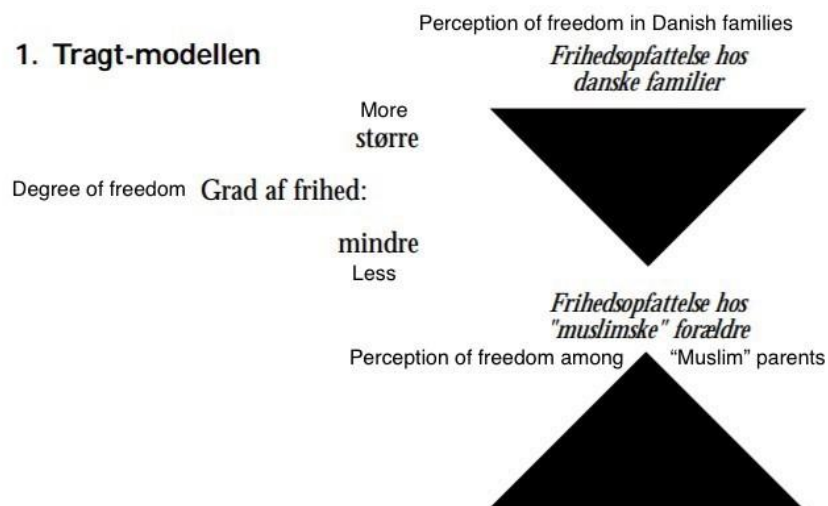 Perception of freedom in Danish families
1. Tragt-modellen
Frihedsopfattelse hos
danske familier
More
større
Degree of freedom Grad af frihed:
mindre
Less
Frihedsopfattelse hos
"muslimske" forældre
Perception of freedom among “Muslim” parents